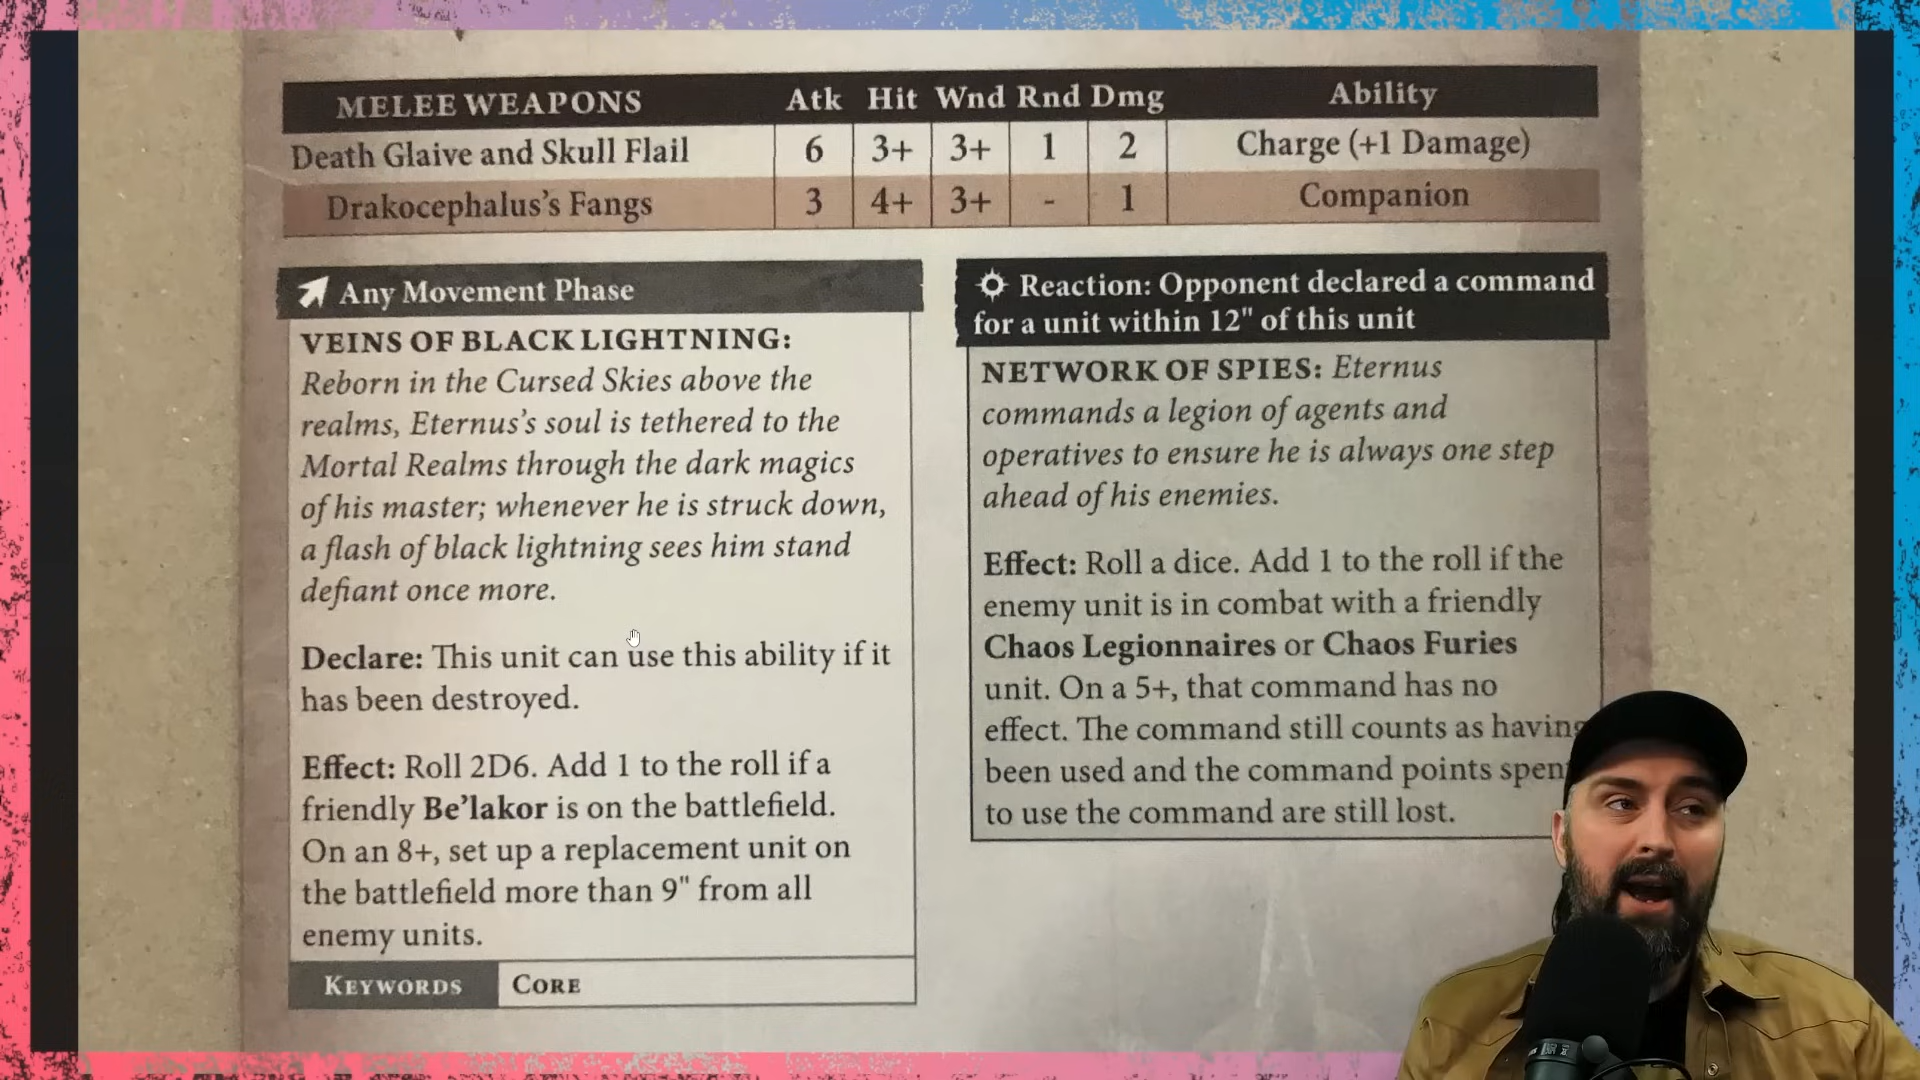 MELEE WEAPONS Atk Hit Wnd Rnd Dmg Ability
Death Glaive and Skull Flail 6 3+ 3+ 1 2 Charge (+1 Damage)
Drakocephalus's Fangs 3 4+ 3+ - 1 Companion
Any Movement Phase
VEINS OF BLACK LIGHTNING:
Reborn in the Cursed Skies above the
realms, Eternus's soul is tethered to the
Mortal Realms through the dark magics
of his master; whenever he is struck down,
a flash of black lightning sees him stand
defiant once more.
Declare: This unit can use this ability if it
has been destroyed.
Effect: Roll 2D6. Add 1 to the roll if a
friendly Be'lakor is on the battlefield.
On an 8+, set up a replacement unit on
the battlefield more than 9" from all
enemy units.
KEYWORDS CORE
Reaction: Opponent declared a command
for a unit within 12" of this unit
NETWORK OF SPIES: Eternus
commands a legion of agents and
operatives to ensure he is always one step
ahead of his enemies.
Effect: Roll a dice. Add 1 to the roll if the
enemy unit is in combat with a friendly
Chaos Legionnaires or Chaos Furies
unit. On a 5+, that command has no
effect. The command still counts as having
been used and the command points spent
to use the command are still lost.